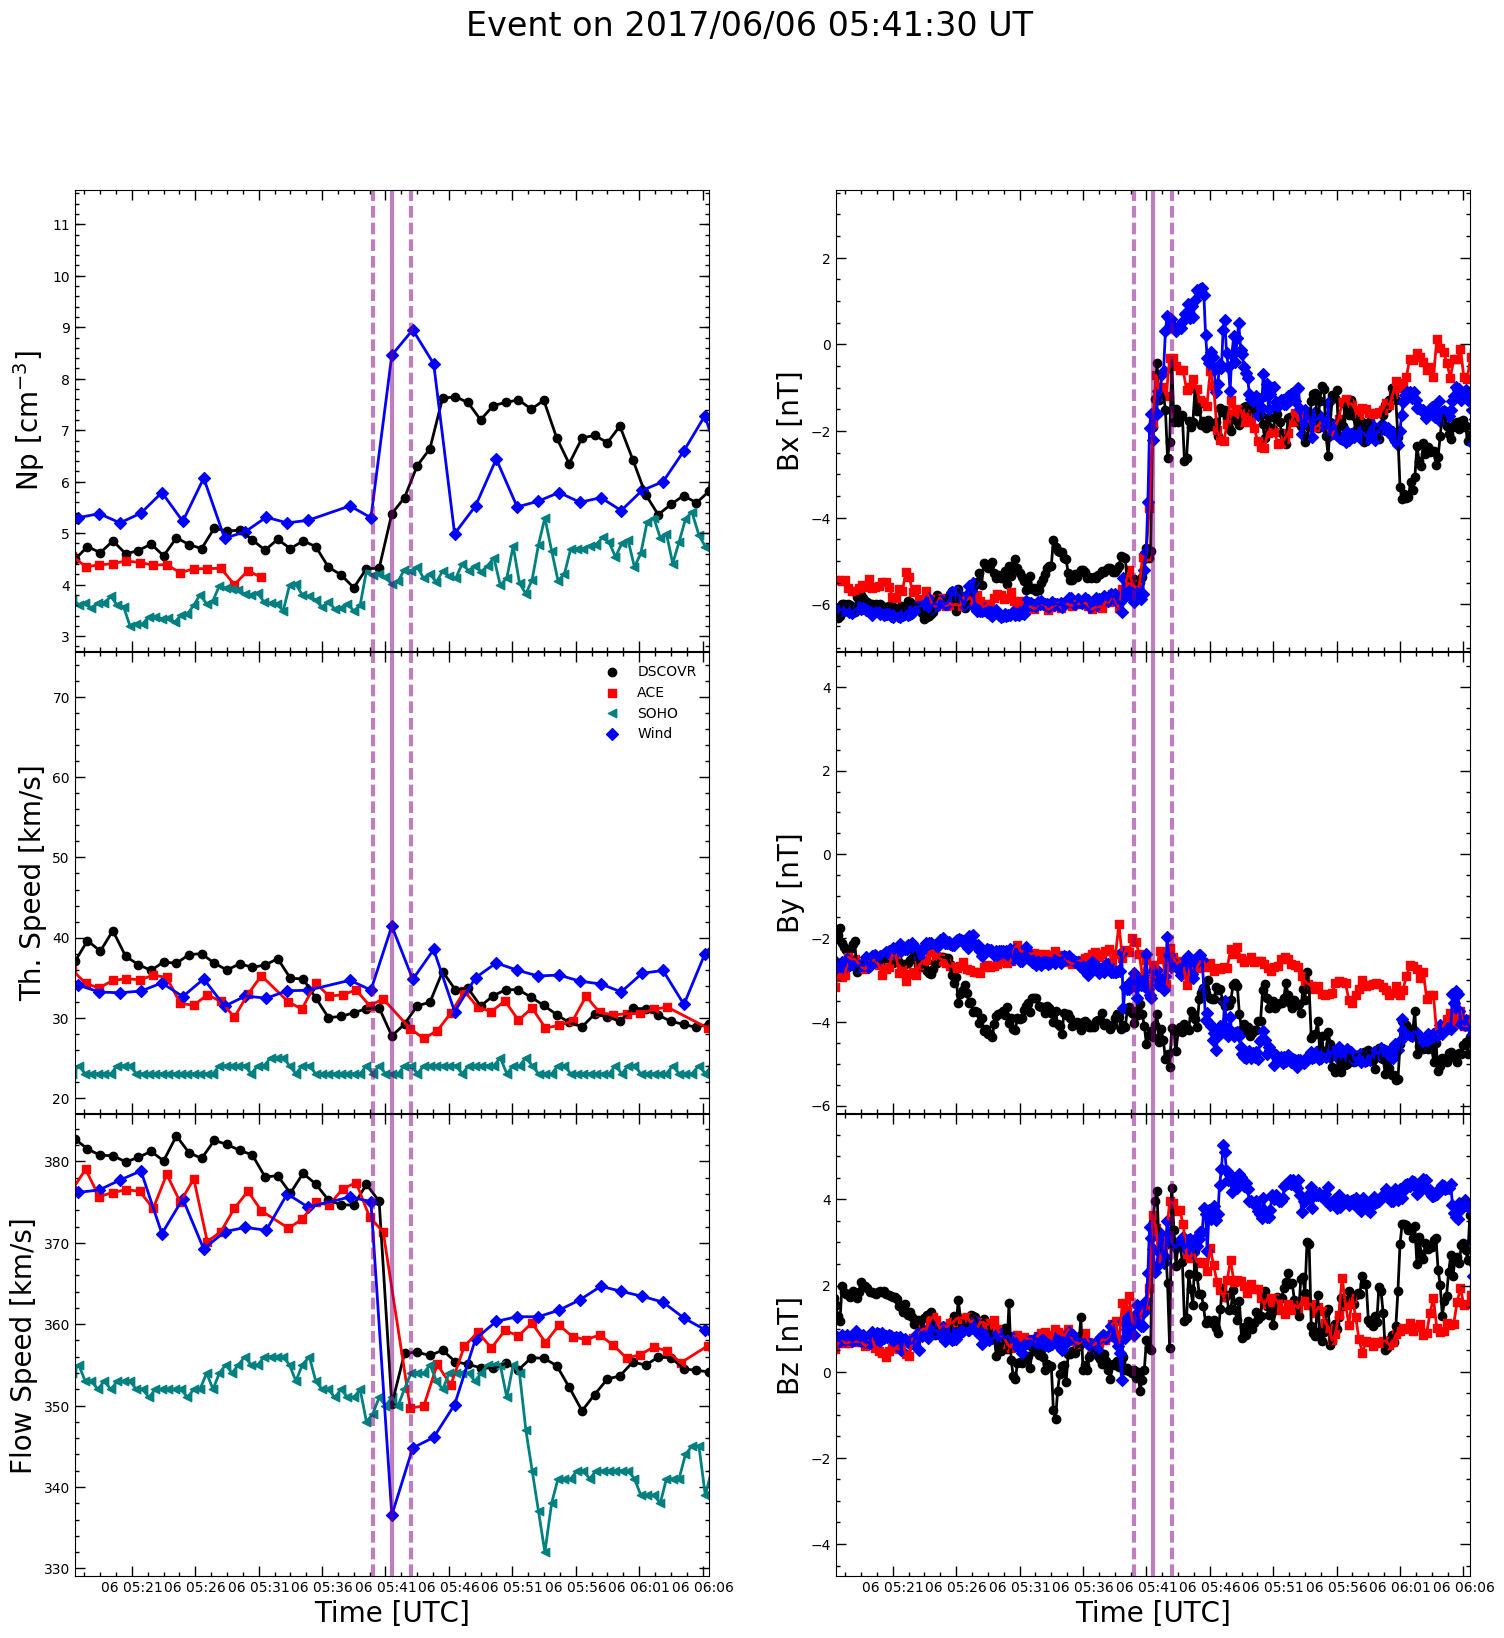 Event on 2017/06/06 05:41:30 UT
Np [cm⁻³]
11
10
9
8
7
6
5
4
3
Th. Speed [km/s]
70
60
50
40
30
20
DSCOVR
ACE
SOHO
Wind
Flow Speed [km/s]
380
370
360
350
340
330
06 05:21 06 05:26 06 05:31 06 05:36 06 05:41 06 05:46 06 05:51 06 05:56 06 06:01 06 06:06
Time [UTC]
Bx [nT]
2
0
−2
−4
−6
By [nT]
4
2
0
−2
−4
−6
Bz [nT]
4
2
0
−2
−4
06 05:21 06 05:26 06 05:31 06 05:36 06 05:41 06 05:46 06 05:51 06 05:56 06 06:01 06 06:06
Time [UTC]